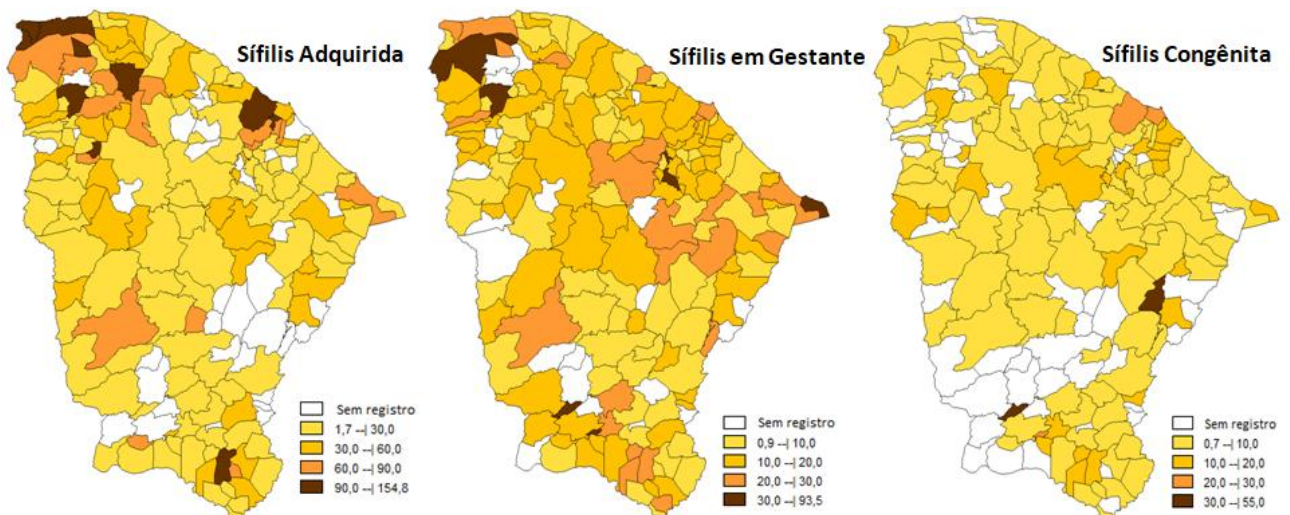 Sífilis Adquirida
Sem registro
1,7 --| 30,0
30,0 --| 60,0
60,0 --| 90,0
90,0 --| 154,8
Sífilis em Gestante
Sem registro
0,9 --| 10,0
10,0 --| 20,0
20,0 --| 30,0
30,0 --| 93,5
Sífilis Congênita
Sem registro
0,7 --| 10,0
10,0 --| 20,0
20,0 --| 30,0
30,0 --| 55,0